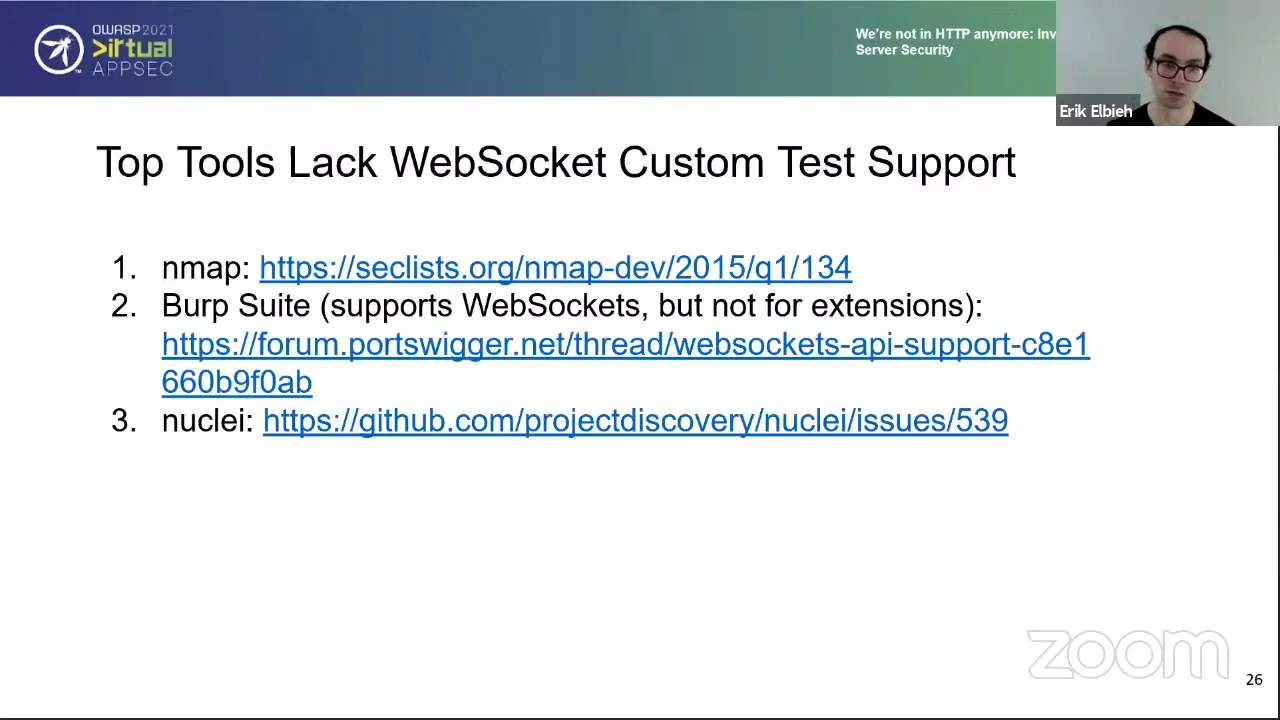 OWASP 2021
>irtual
APPSEC
We're not in HTTP anymore: Inv
Server Security
Erik Elbieh
Top Tools Lack WebSocket Custom Test Support
1. nmap: https://seclists.org/nmap-dev/2015/q1/134
2. Burp Suite (supports WebSockets, but not for extensions):
https://forum.portswigger.net/thread/websockets-api-support-c8e1
660b9f0ab
3. nuclei: https://github.com/projectdiscovery/nuclei/issues/539
zoom
26